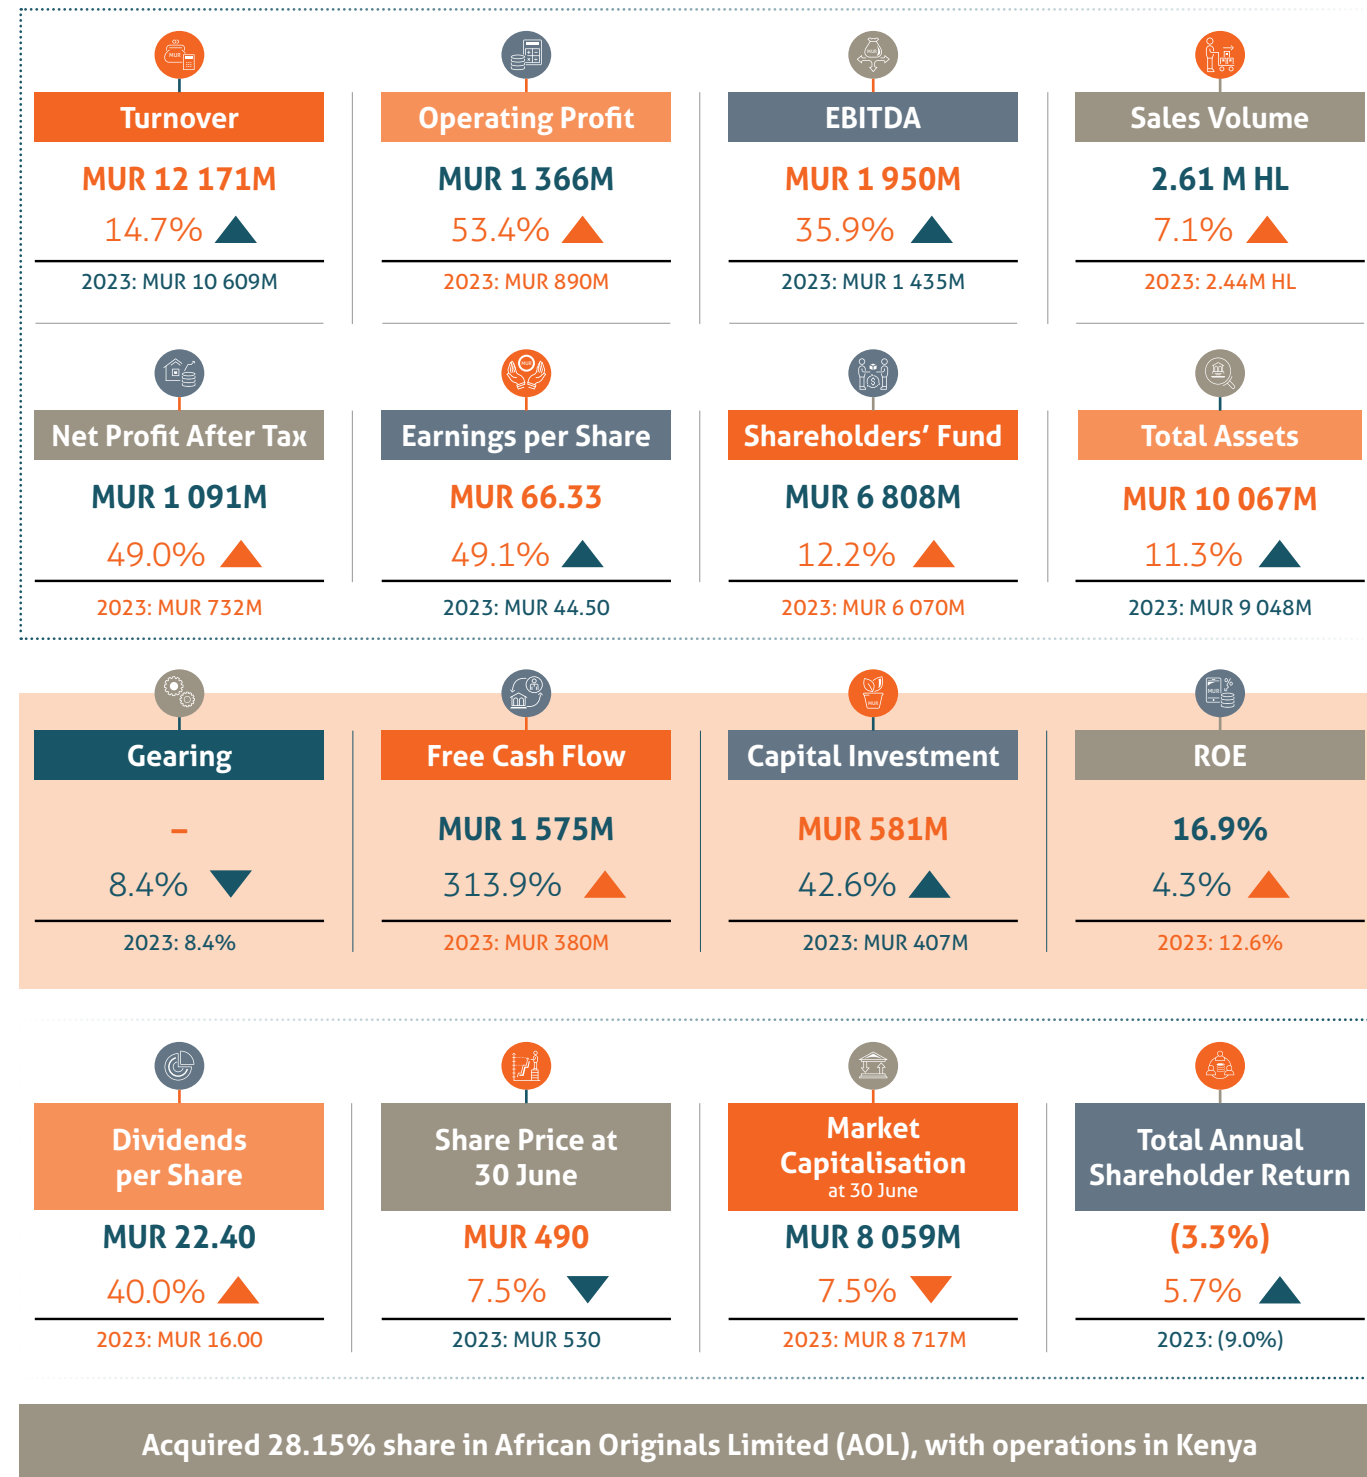 Turnover
MUR 12 171M
14.7%
2023: MUR 10 609M
Operating Profit
MUR 1 366M
53.4%
2023: MUR 890M
EBITDA
MUR 1 950M
35.9%
2023: MUR 1 435M
Sales Volume
2.61 M HL
7.1%
2023: 2.44M HL
Net Profit After Tax
MUR 1 091M
49.0%
2023: MUR 732M
Earnings per Share
MUR 66.33
49.1%
2023: MUR 44.50
Shareholders’ Fund
MUR 6 808M
12.2%
2023: MUR 6 070M
Total Assets
MUR 10 067M
11.3%
2023: MUR 9 048M
Gearing
–
8.4%
2023: 8.4%
Free Cash Flow
MUR 1 575M
313.9%
2023: MUR 380M
Capital Investment
MUR 581M
42.6%
2023: MUR 407M
ROE
16.9%
4.3%
2023: 12.6%
Dividends
per Share
MUR 22.40
40.0%
2023: MUR 16.00
Share Price at
30 June
MUR 490
7.5%
2023: MUR 530
Market
Capitalisation
at 30 June
MUR 8 059M
7.5%
2023: MUR 8 717M
Total Annual
Shareholder Return
(3.3%)
5.7%
2023: (9.0%)
Acquired 28.15% share in African Originals Limited (AOL), with operations in Kenya